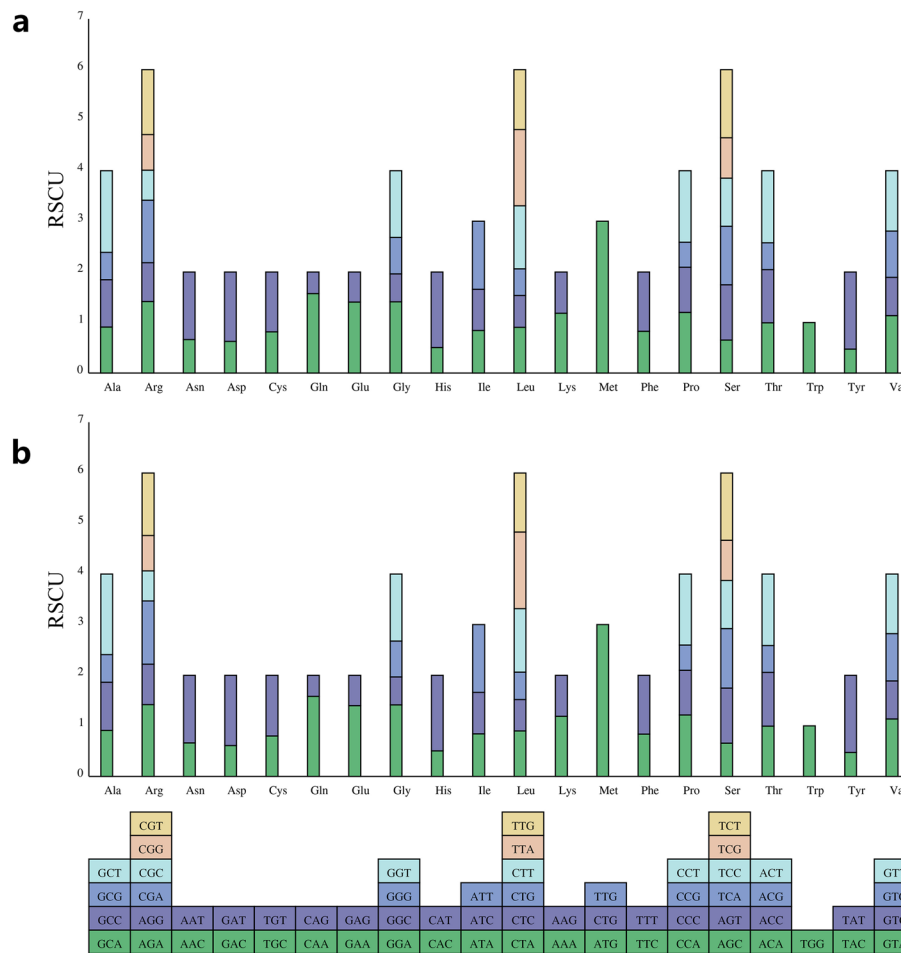 a
7
6
5
4
3
2
1
0
RSCU
Ala Arg Asn Asp Cys Gln Glu Gly His Ile Leu Lys Met Phe Pro Ser Thr Trp Tyr Va
b
7
6
5
4
3
2
1
0
RSCU
Ala Arg Asn Asp Cys Gln Glu Gly His Ile Leu Lys Met Phe Pro Ser Thr Trp Tyr Va
CGT TTG TCT
CGG TTA TCG
GCT CGC GGT CTT CCT TCC ACT GT
GCG CGA GGG ATT CTG TTG CCG TCA ACG GT
GCC AGG AAT GAT TGT CAG GAG GGC CAT ATC CTC AAG CTG TTT CCC AGT ACC TAT GT
GCA AGA AAC GAC TGC CAA GAA GGA CAC ATA CTA AAA ATG TTC CCA AGC ACA TGG TAC GT